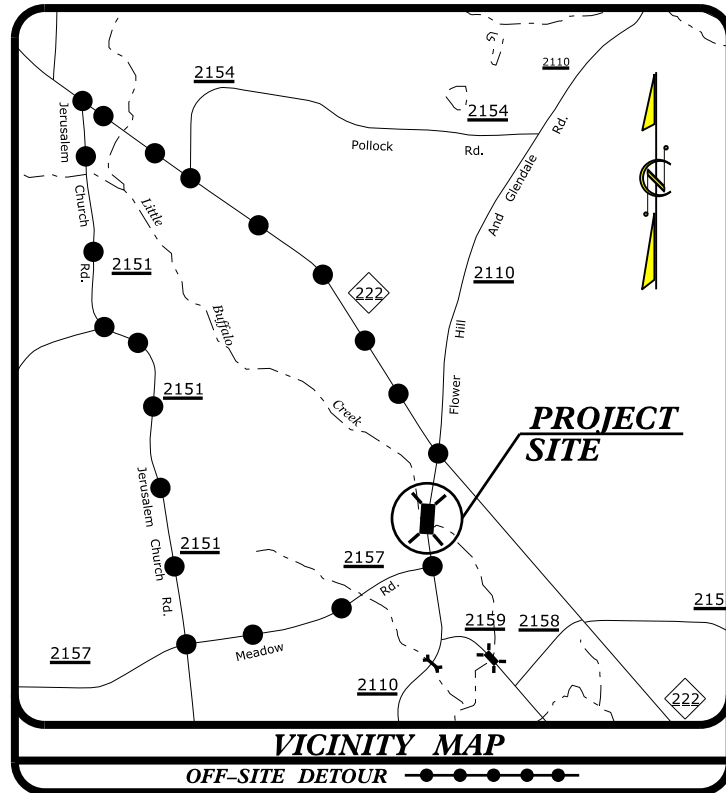 2154
2110
2154
Pollock Rd.
Jerusalem
Church
Rd.
2151
Little
Buffalo
Creek
And Glendale Rd.
2110
Flower Hill
222
2151
PROJECT
SITE
Jerusalem
Church
Rd.
2151
2157
Rd.
Meadow
2157
2159
2158
215
2110
222
VICINITY MAP
OFF–SITE DETOUR